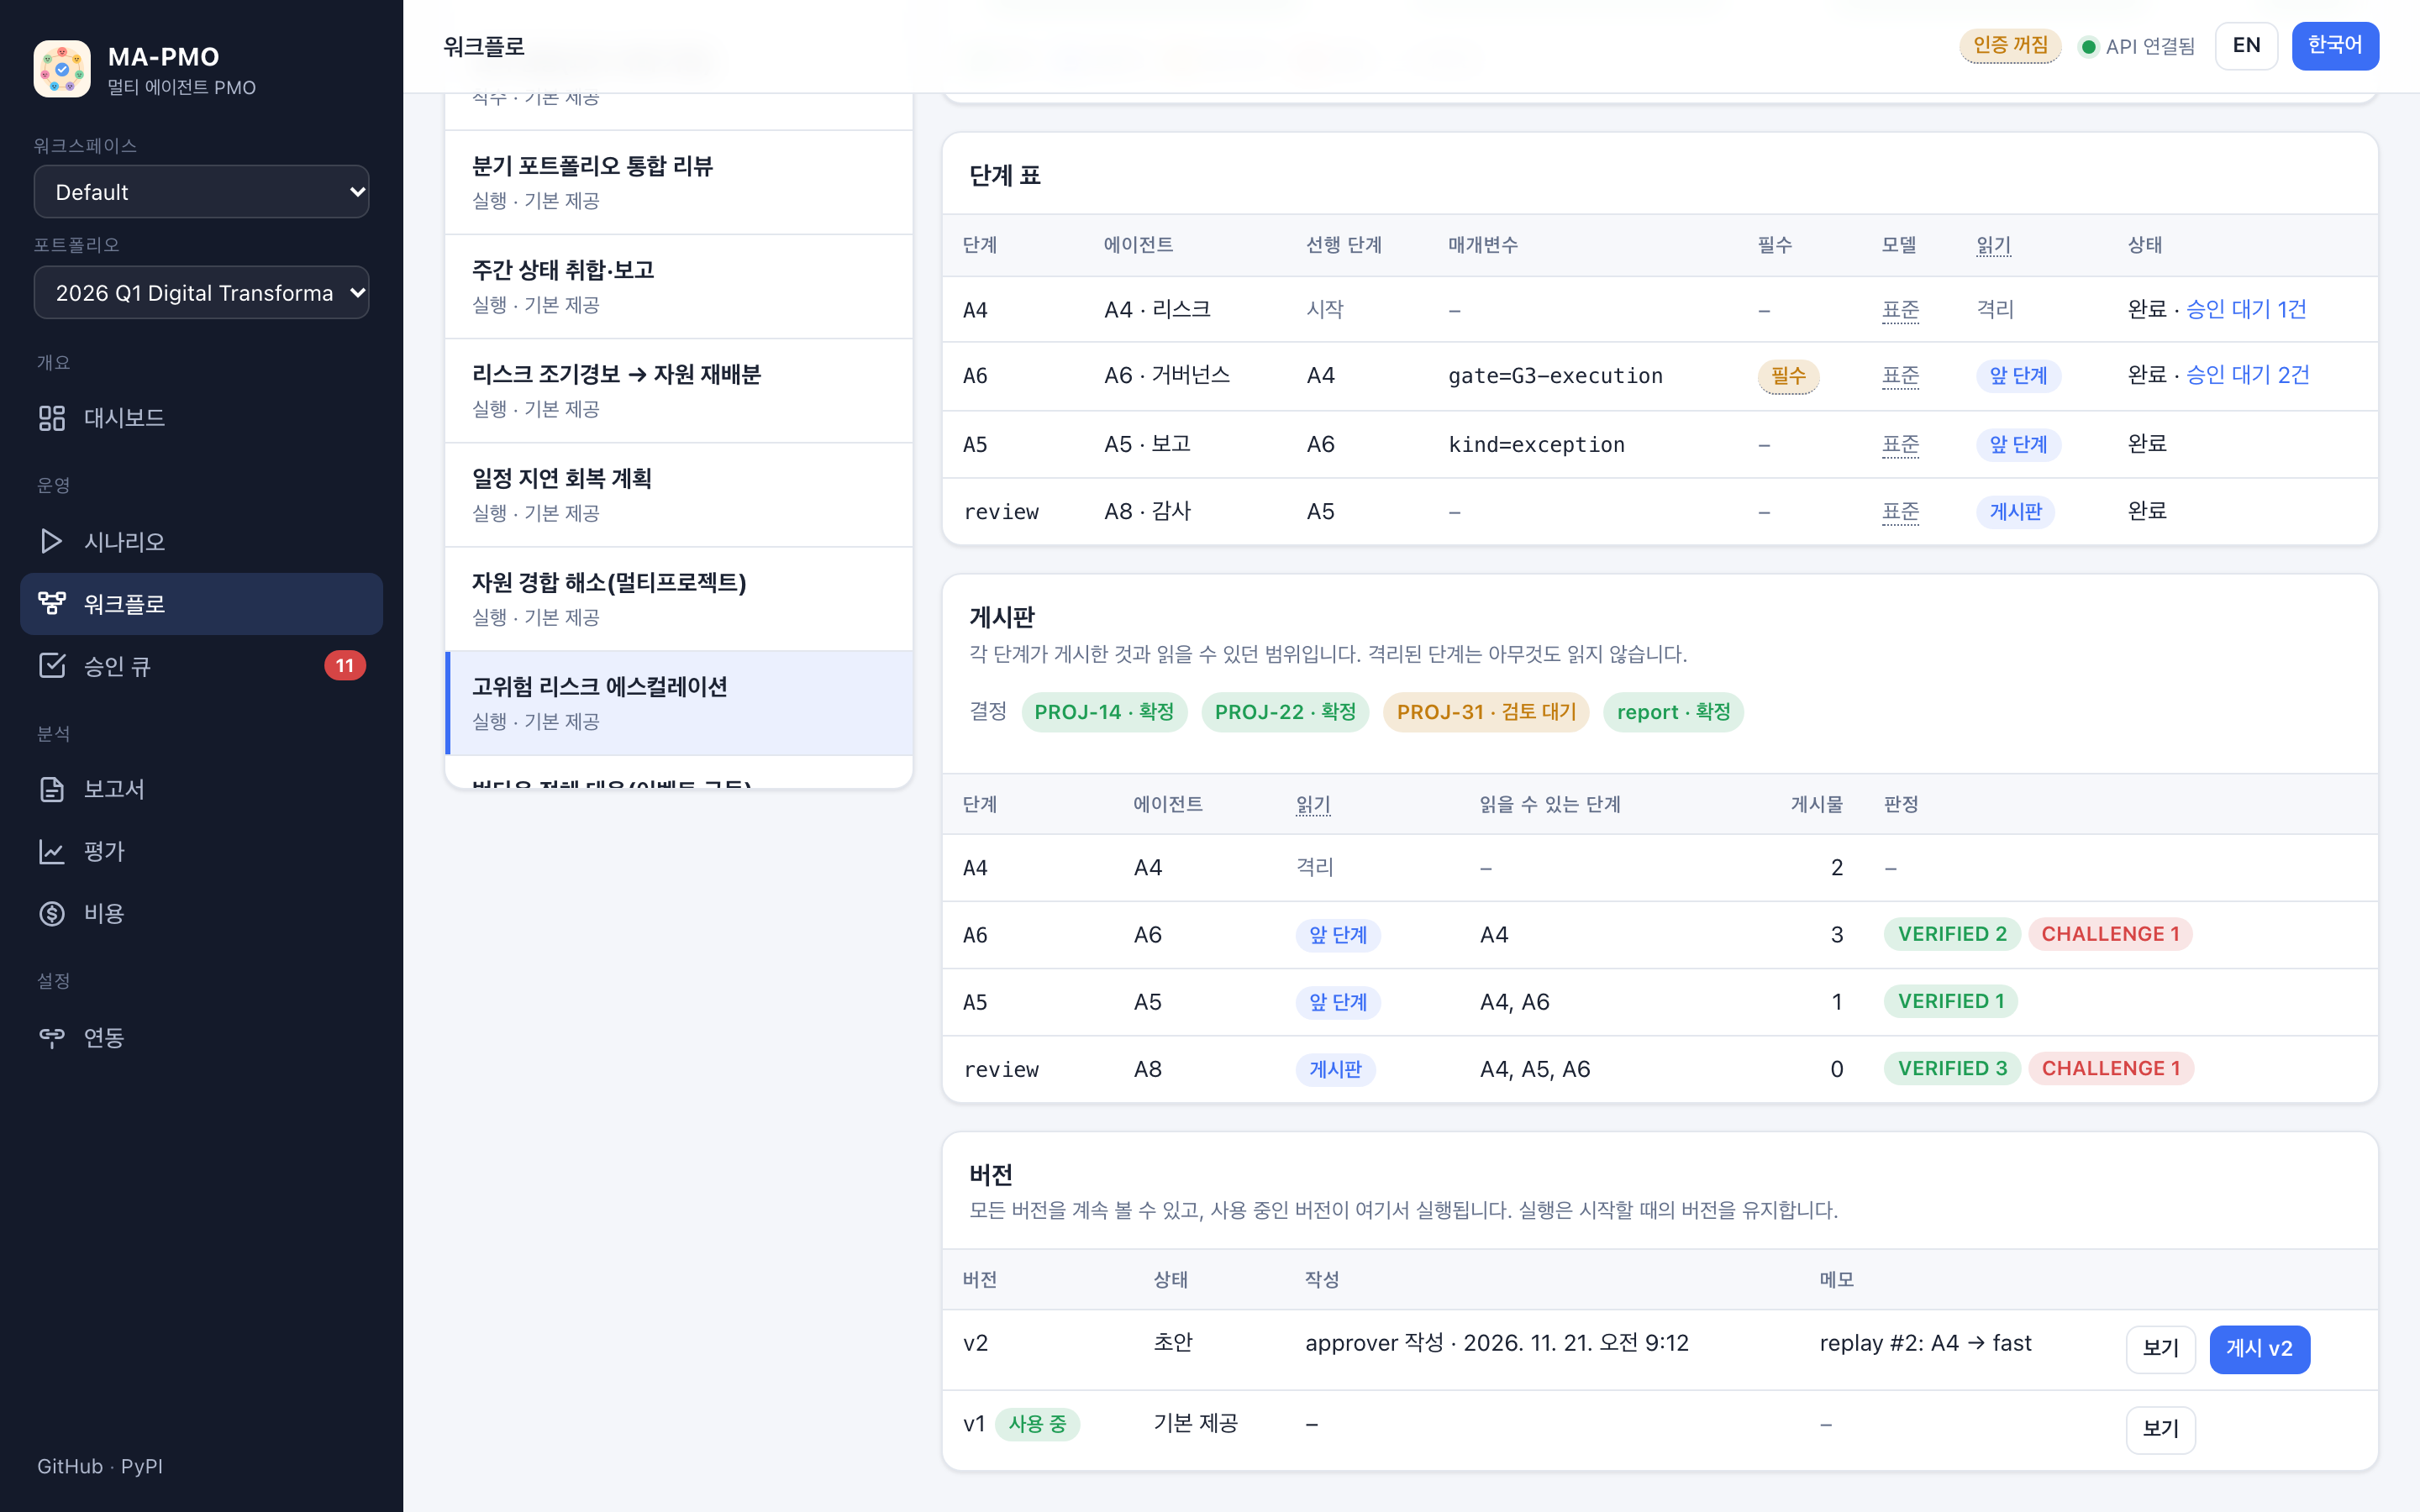 MA-PMO
멀티 에이전트 PMO
워크스페이스
Default
포트폴리오
2026 Q1 Digital Transforma
개요
대시보드
운영
시나리오
워크플로
승인 큐 11
분석
보고서
평가
비용
설정
연동
GitHub · PyPI
워크플로
인증 꺼짐
API 연결됨
EN
한국어
착수 · 기본 제공
분기 포트폴리오 통합 리뷰
실행 · 기본 제공
주간 상태 취합·보고
실행 · 기본 제공
리스크 조기경보 → 자원 재배분
실행 · 기본 제공
일정 지연 회복 계획
실행 · 기본 제공
자원 경합 해소(멀티프로젝트)
실행 · 기본 제공
고위험 리스크 에스컬레이션
실행 · 기본 제공
단계 표
단계 에이전트 선행 단계 매개변수 필수 모델 읽기 상태
A4 A4 · 리스크 시작 – – 표준 격리 완료 · 승인 대기 1건
A6 A6 · 거버넌스 A4 gate=G3-execution 필수 표준 앞 단계 완료 · 승인 대기 2건
A5 A5 · 보고 A6 kind=exception – 표준 앞 단계 완료
review A8 · 감사 A5 – – 표준 게시판 완료
게시판
각 단계가 게시한 것과 읽을 수 있던 범위입니다. 격리된 단계는 아무것도 읽지 않습니다.
결정 PROJ-14 · 확정 PROJ-22 · 확정 PROJ-31 · 검토 대기 report · 확정
단계 에이전트 읽기 읽을 수 있는 단계 게시물 판정
A4 A4 격리 – 2 –
A6 A6 앞 단계 A4 3 VERIFIED 2 CHALLENGE 1
A5 A5 앞 단계 A4, A6 1 VERIFIED 1
review A8 게시판 A4, A5, A6 0 VERIFIED 3 CHALLENGE 1
버전
모든 버전을 계속 볼 수 있고, 사용 중인 버전이 여기서 실행됩니다. 실행은 시작할 때의 버전을 유지합니다.
버전 상태 작성 메모
v2 초안 approver 작성 · 2026. 11. 21. 오전 9:12 replay #2: A4 → fast 보기 게시 v2
v1 사용 중 기본 제공 – – 보기